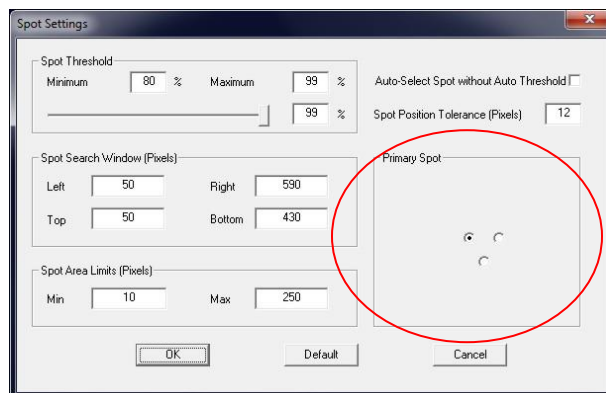 Spot Settings
Spot Threshold
Minimum 80 % Maximum 99 %
99 %
Auto-Select Spot without Auto Threshold
Spot Position Tolerance (Pixels) 12
Spot Search Window (Pixels)
Left 50 Right 590
Top 50 Bottom 430
Primary Spot
Spot Area Limits (Pixels)
Min 10 Max 250
OK Default Cancel